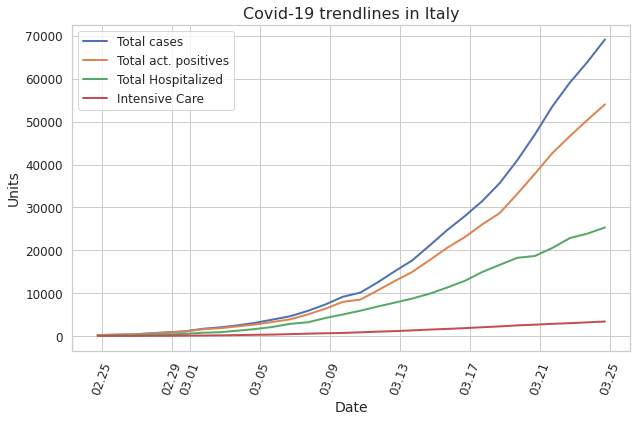 Covid-19 trendlines in Italy
Total cases
Total act. positives
Total Hospitalized
Intensive Care
70000
60000
50000
40000
30000
20000
10000
0
Units
02.25
02.29
03.01
03.05
03.09
03.13
03.17
03.21
03.25
Date